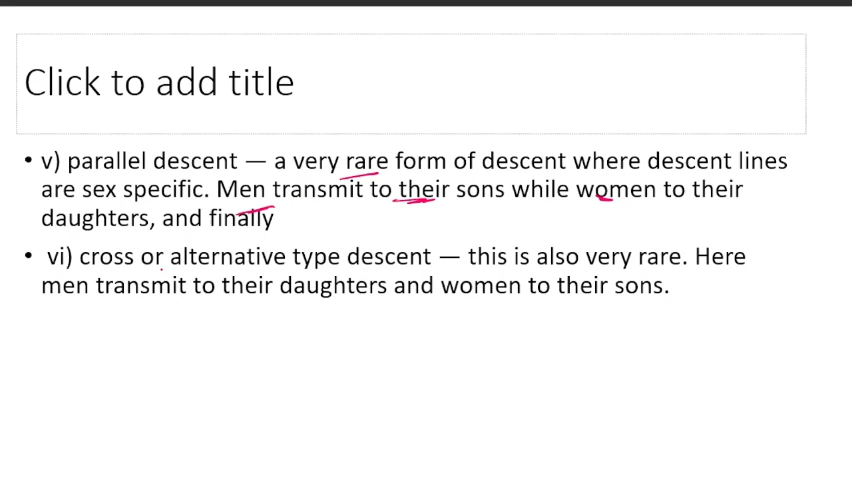 Click to add title
• v) parallel descent — a very rare form of descent where descent lines
are sex specific. Men transmit to their sons while women to their
daughters, and finally
• vi) cross or alternative type descent — this is also very rare. Here
men transmit to their daughters and women to their sons.